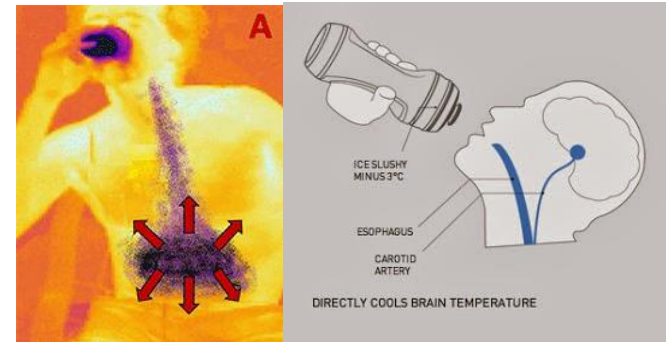 A
ICE SLUSHY
MINUS 3°C
ESOPHAGUS
CAROTID
ARTERY
DIRECTLY COOLS BRAIN TEMPERATURE